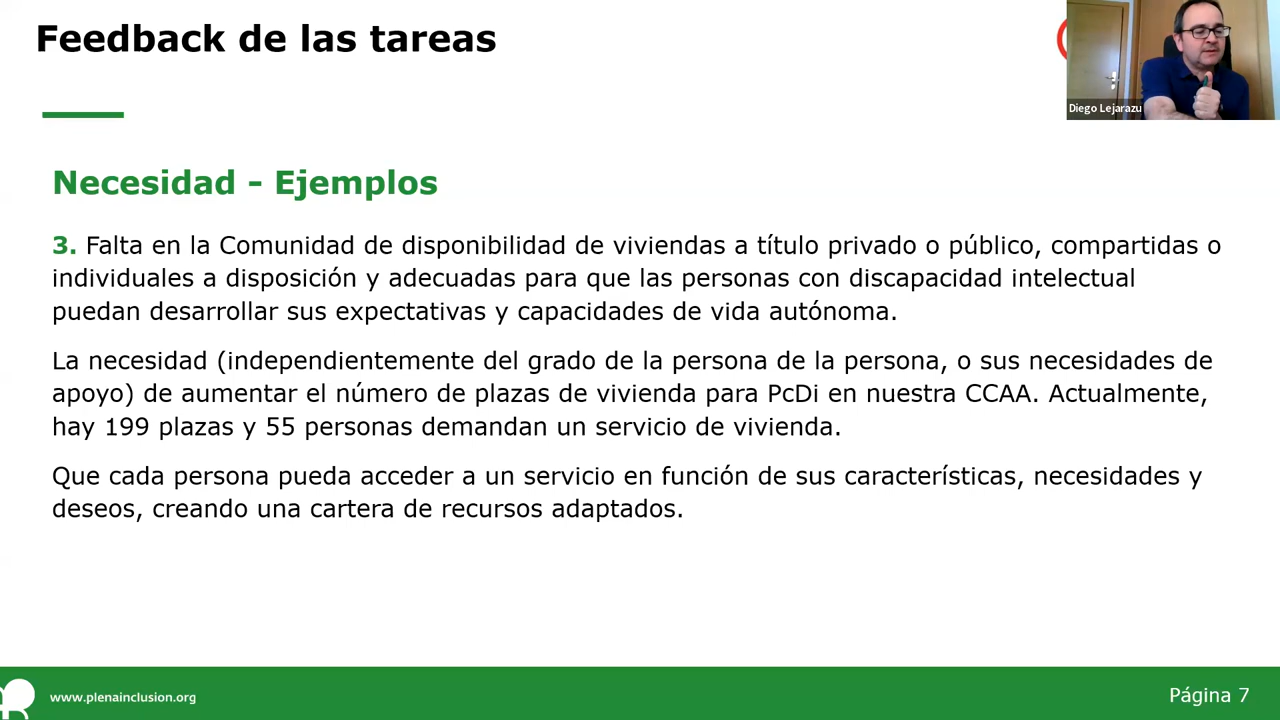 Feedback de las tareas
Diego Lejarazu
Necesidad - Ejemplos
3. Falta en la Comunidad de disponibilidad de viviendas a título privado o público, compartidas o
individuales a disposición y adecuadas para que las personas con discapacidad intelectual
puedan desarrollar sus expectativas y capacidades de vida autónoma.
La necesidad (independientemente del grado de la persona de la persona, o sus necesidades de
apoyo) de aumentar el número de plazas de vivienda para PcDi en nuestra CCAA. Actualmente,
hay 199 plazas y 55 personas demandan un servicio de vivienda.
Que cada persona pueda acceder a un servicio en función de sus características, necesidades y
deseos, creando una cartera de recursos adaptados.
www.plenainclusion.org
Página 7